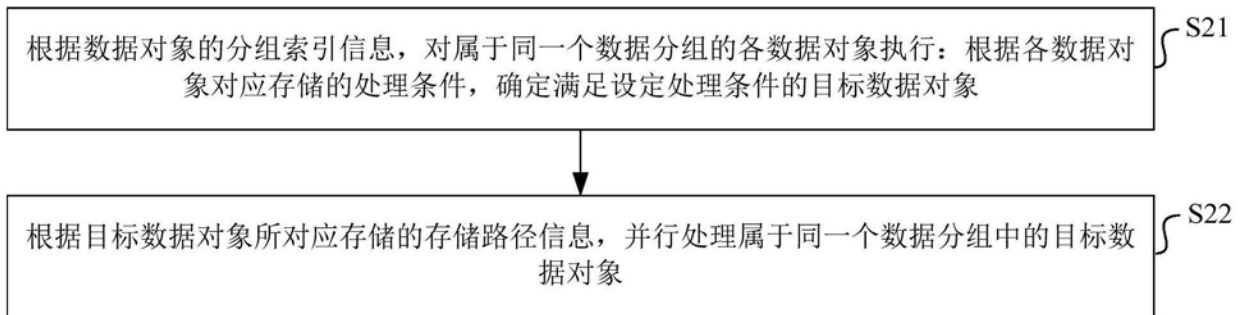 根据数据对象的分组索引信息，对属于同一个数据分组的各数据对象执行：根据各数据对
象对应存储的处理条件，确定满足设定处理条件的目标数据对象
S21
根据目标数据对象所对应存储的存储路径信息，并行处理属于同一个数据分组中的目标数
据对象
S22